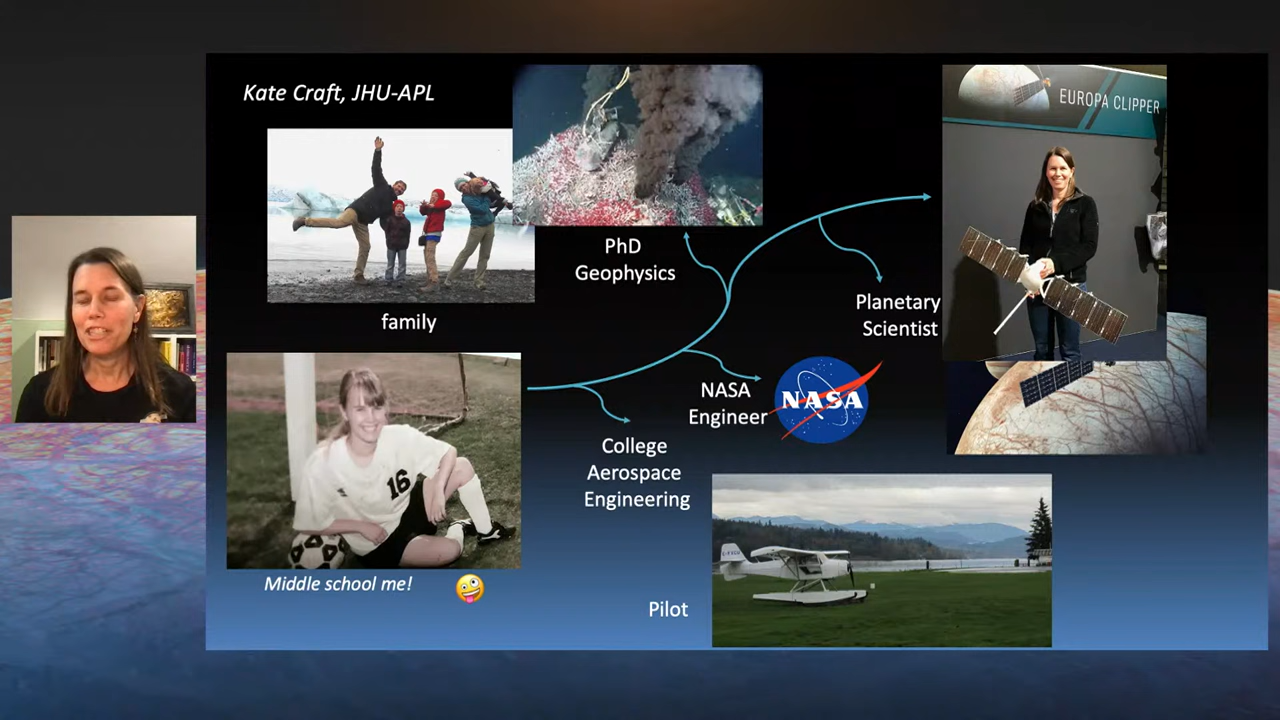 Kate Craft, JHU-APL
EUROPA CLIPPER
family
PhD
Geophysics
Planetary
Scientist
NASA
Engineer
NASA
College
Aerospace
Engineering
16
Middle school me!
Pilot